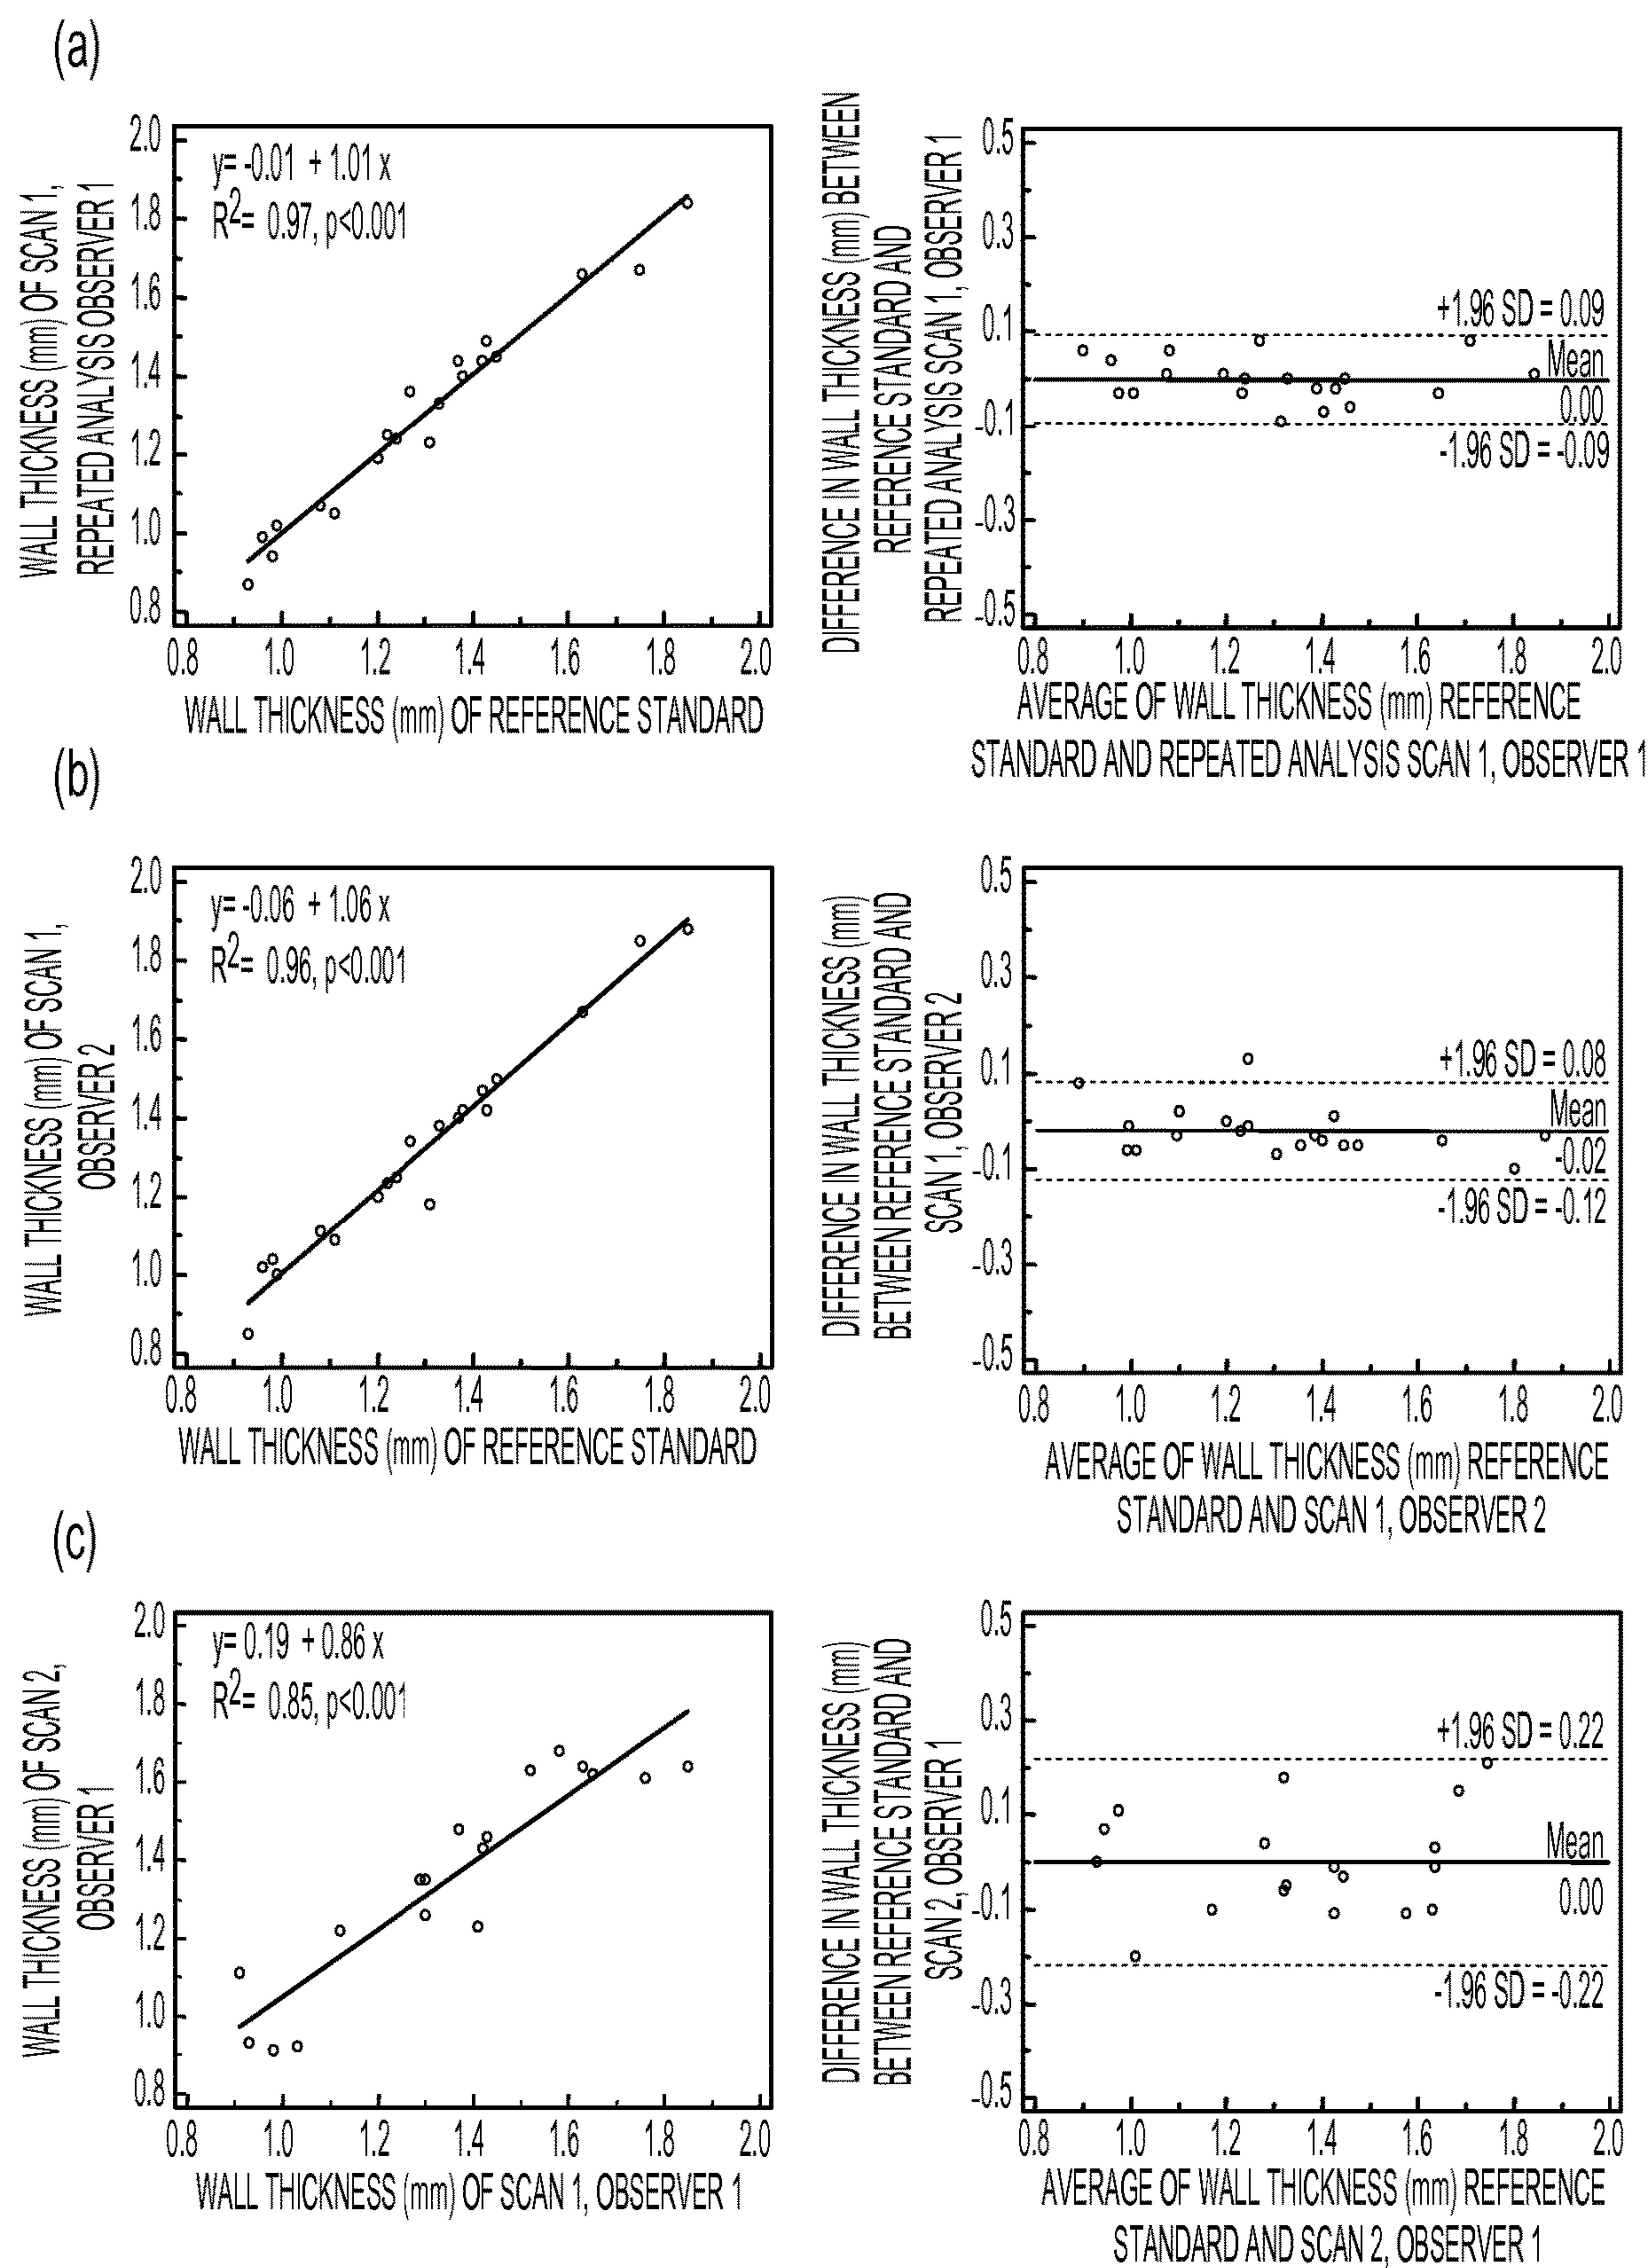 (a)
WALL THICKNESS (mm) OF SCAN 1,
REPEATED ANALYSIS OBSERVER 1
2.0
1.8
1.6
1.4
1.2
1.0
0.8
y= -0.01 + 1.01 x
R2= 0.97, p<0.001
0.8 1.0 1.2 1.4 1.6 1.8 2.0
WALL THICKNESS (mm) OF REFERENCE STANDARD
DIFFERENCE IN WALL THICKNESS (mm) BETWEEN
REFERENCE STANDARD AND
REPEATED ANALYSIS SCAN 1, OBSERVER 1
0.5
0.3
0.1
-0.1
-0.3
-0.5
+1.96 SD = 0.09
Mean
0.00
-1.96 SD = -0.09
0.8 1.0 1.2 1.4 1.6 1.8 2.0
AVERAGE OF WALL THICKNESS (mm) REFERENCE
STANDARD AND REPEATED ANALYSIS SCAN 1, OBSERVER 1
(b)
WALL THICKNESS (mm) OF SCAN 1,
OBSERVER 2
2.0
1.8
1.6
1.4
1.2
1.0
0.8
y= -0.06 + 1.06 x
R2= 0.96, p<0.001
0.8 1.0 1.2 1.4 1.6 1.8 2.0
WALL THICKNESS (mm) OF REFERENCE STANDARD
DIFFERENCE IN WALL THICKNESS (mm)
BETWEEN REFERENCE STANDARD AND
SCAN 1, OBSERVER 2
0.5
0.3
0.1
-0.1
-0.3
-0.5
+1.96 SD = 0.08
Mean
-0.02
-1.96 SD = -0.12
0.8 1.0 1.2 1.4 1.6 1.8 2.0
AVERAGE OF WALL THICKNESS (mm) REFERENCE
STANDARD AND SCAN 1, OBSERVER 2
(c)
WALL THICKNESS (mm) OF SCAN 2,
OBSERVER 1
2.0
1.8
1.6
1.4
1.2
1.0
0.8
y= 0.19 + 0.86 x
R2= 0.85, p<0.001
0.8 1.0 1.2 1.4 1.6 1.8 2.0
WALL THICKNESS (mm) OF SCAN 1, OBSERVER 1
DIFFERENCE IN WALL THICKNESS (mm)
BETWEEN REFERENCE STANDARD AND
SCAN 2, OBSERVER 1
0.5
0.3
0.1
-0.1
-0.3
-0.5
+1.96 SD = 0.22
Mean
0.00
-1.96 SD = -0.22
0.8 1.0 1.2 1.4 1.6 1.8 2.0
AVERAGE OF WALL THICKNESS (mm) REFERENCE
STANDARD AND SCAN 2, OBSERVER 1